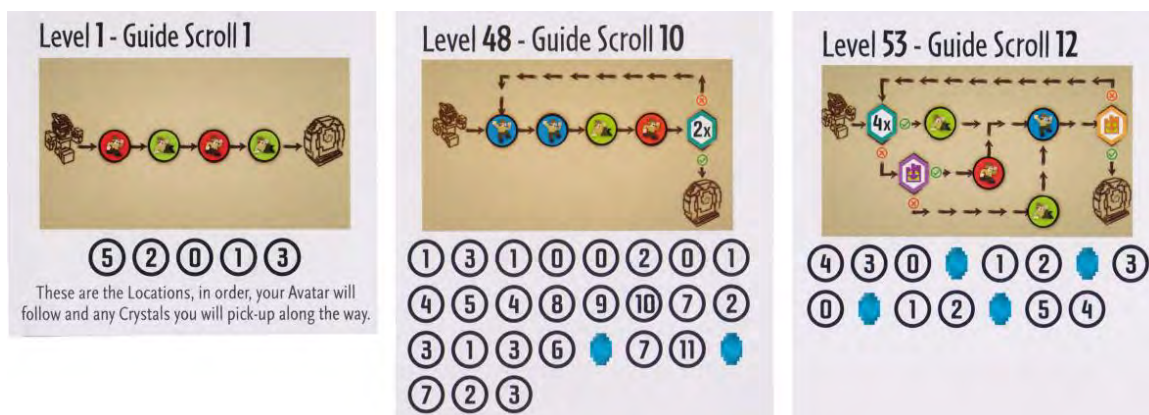 Level 1 - Guide Scroll 1
5 2 0 1 3
These are the Locations, in order, your Avatar will
follow and any Crystals you will pick-up along the way.
Level 48 - Guide Scroll 10
2x
1 3 1 0 0 2 0 1
4 5 4 8 9 10 7 2
3 1 3 6 7 11
7 2 3
Level 53 - Guide Scroll 12
4x
4 3 0 1 2 3
0 1 2 5 4